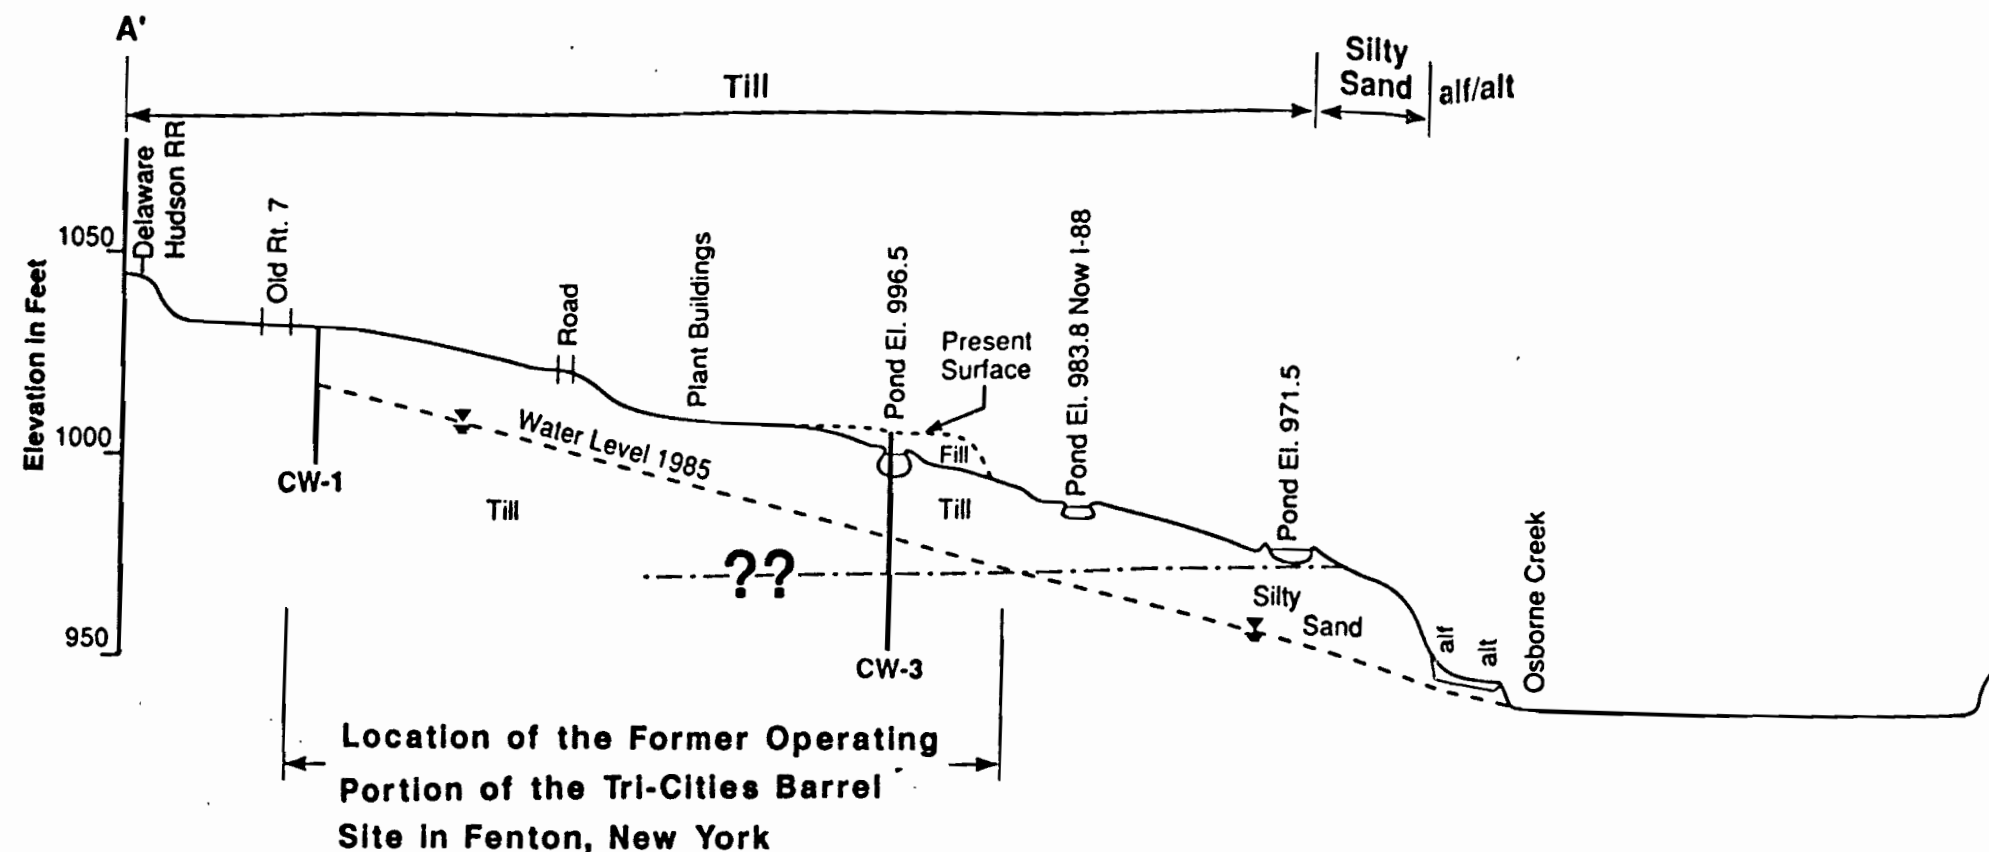 A'
Till
Silty
Sand
alf/alt
Delaware
Hudson RR
Old Rt. 7
Road
Plant Buildings
Pond El. 996.5
Present
Surface
Pond El. 983.8 Now I-88
Pond El. 971.5
Osborne Creek
Elevation in Feet
1050
1000
950
CW-1
Water Level 1985
Fill
Till
Till
??
Silty
Sand
alf
alt
CW-3
Location of the Former Operating
Portion of the Tri-Cities Barrel
Site in Fenton, New York